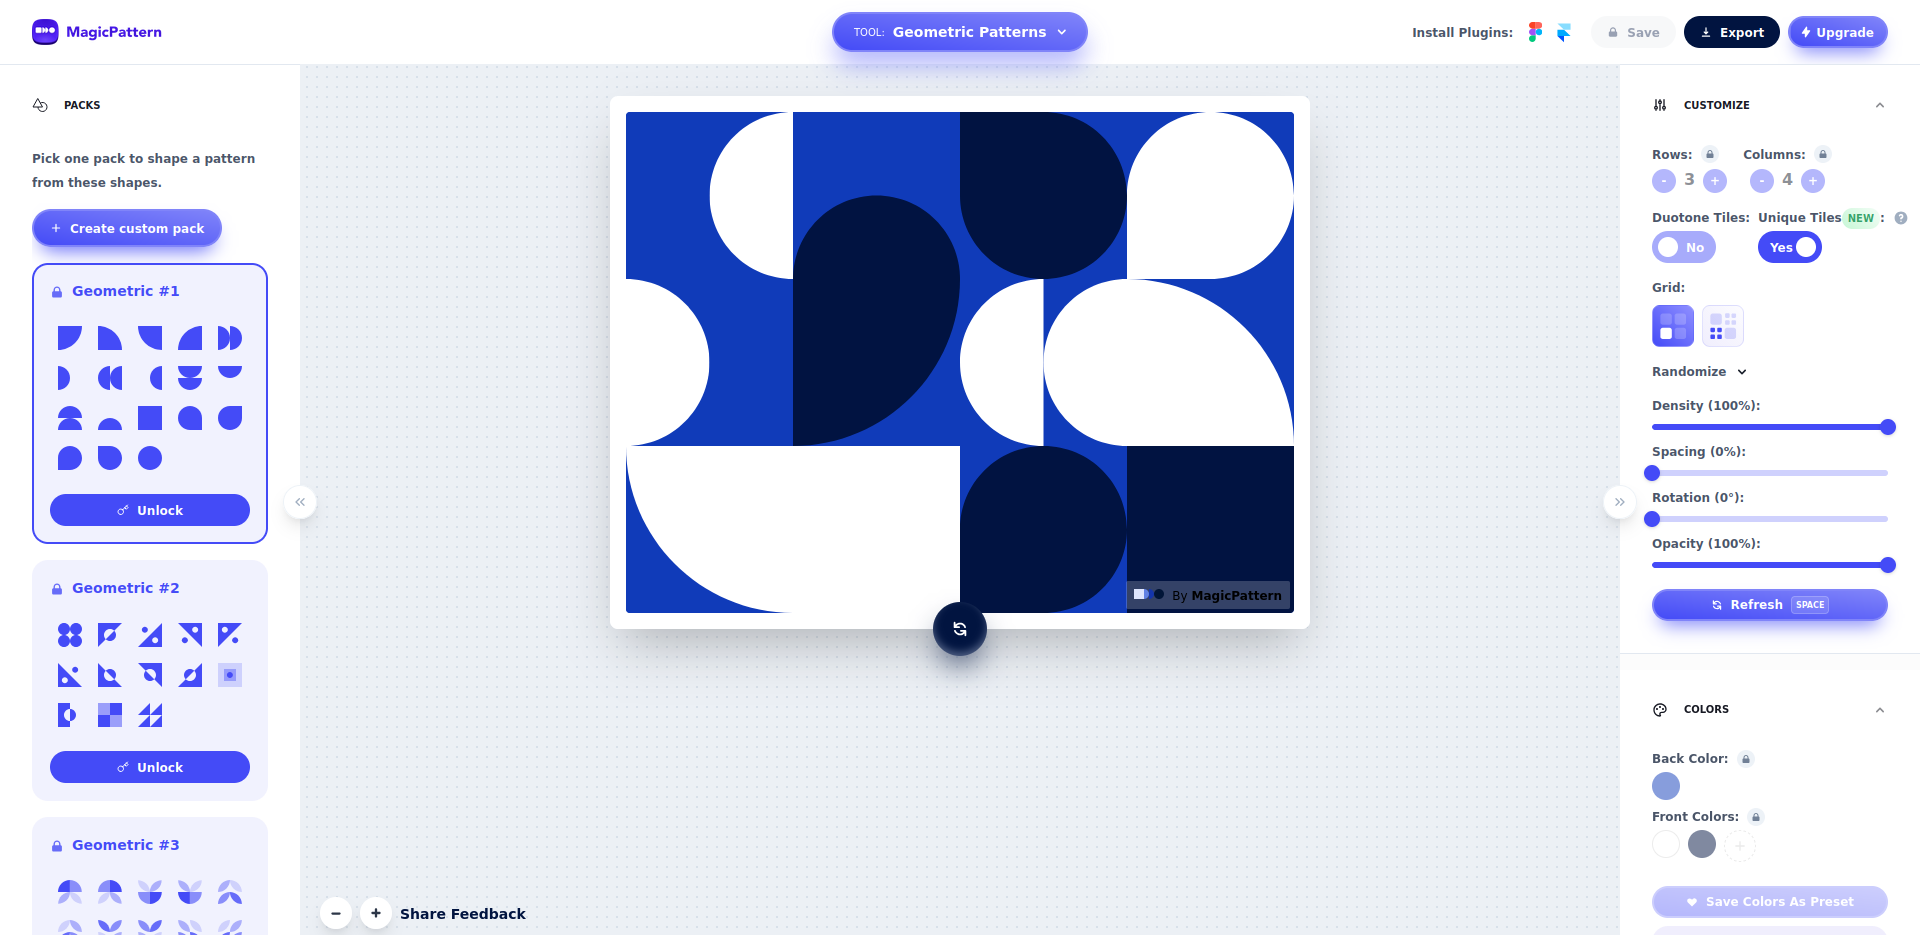 MagicPattern
TOOL: Geometric Patterns
Install Plugins:
Save
Export
Upgrade
PACKS
Pick one pack to shape a pattern
from these shapes.
+ Create custom pack
Geometric #1
Unlock
Geometric #2
Unlock
Geometric #3
By MagicPattern
− + Share Feedback
CUSTOMIZE
Rows: Columns:
- 3 + - 4 +
Duotone Tiles: Unique Tiles NEW : ?
No Yes
Grid:
Randomize
Density (100%):
Spacing (0%):
Rotation (0°):
Opacity (100%):
Refresh SPACE
COLORS
Back Color:
Front Colors:
+
Save Colors As Preset